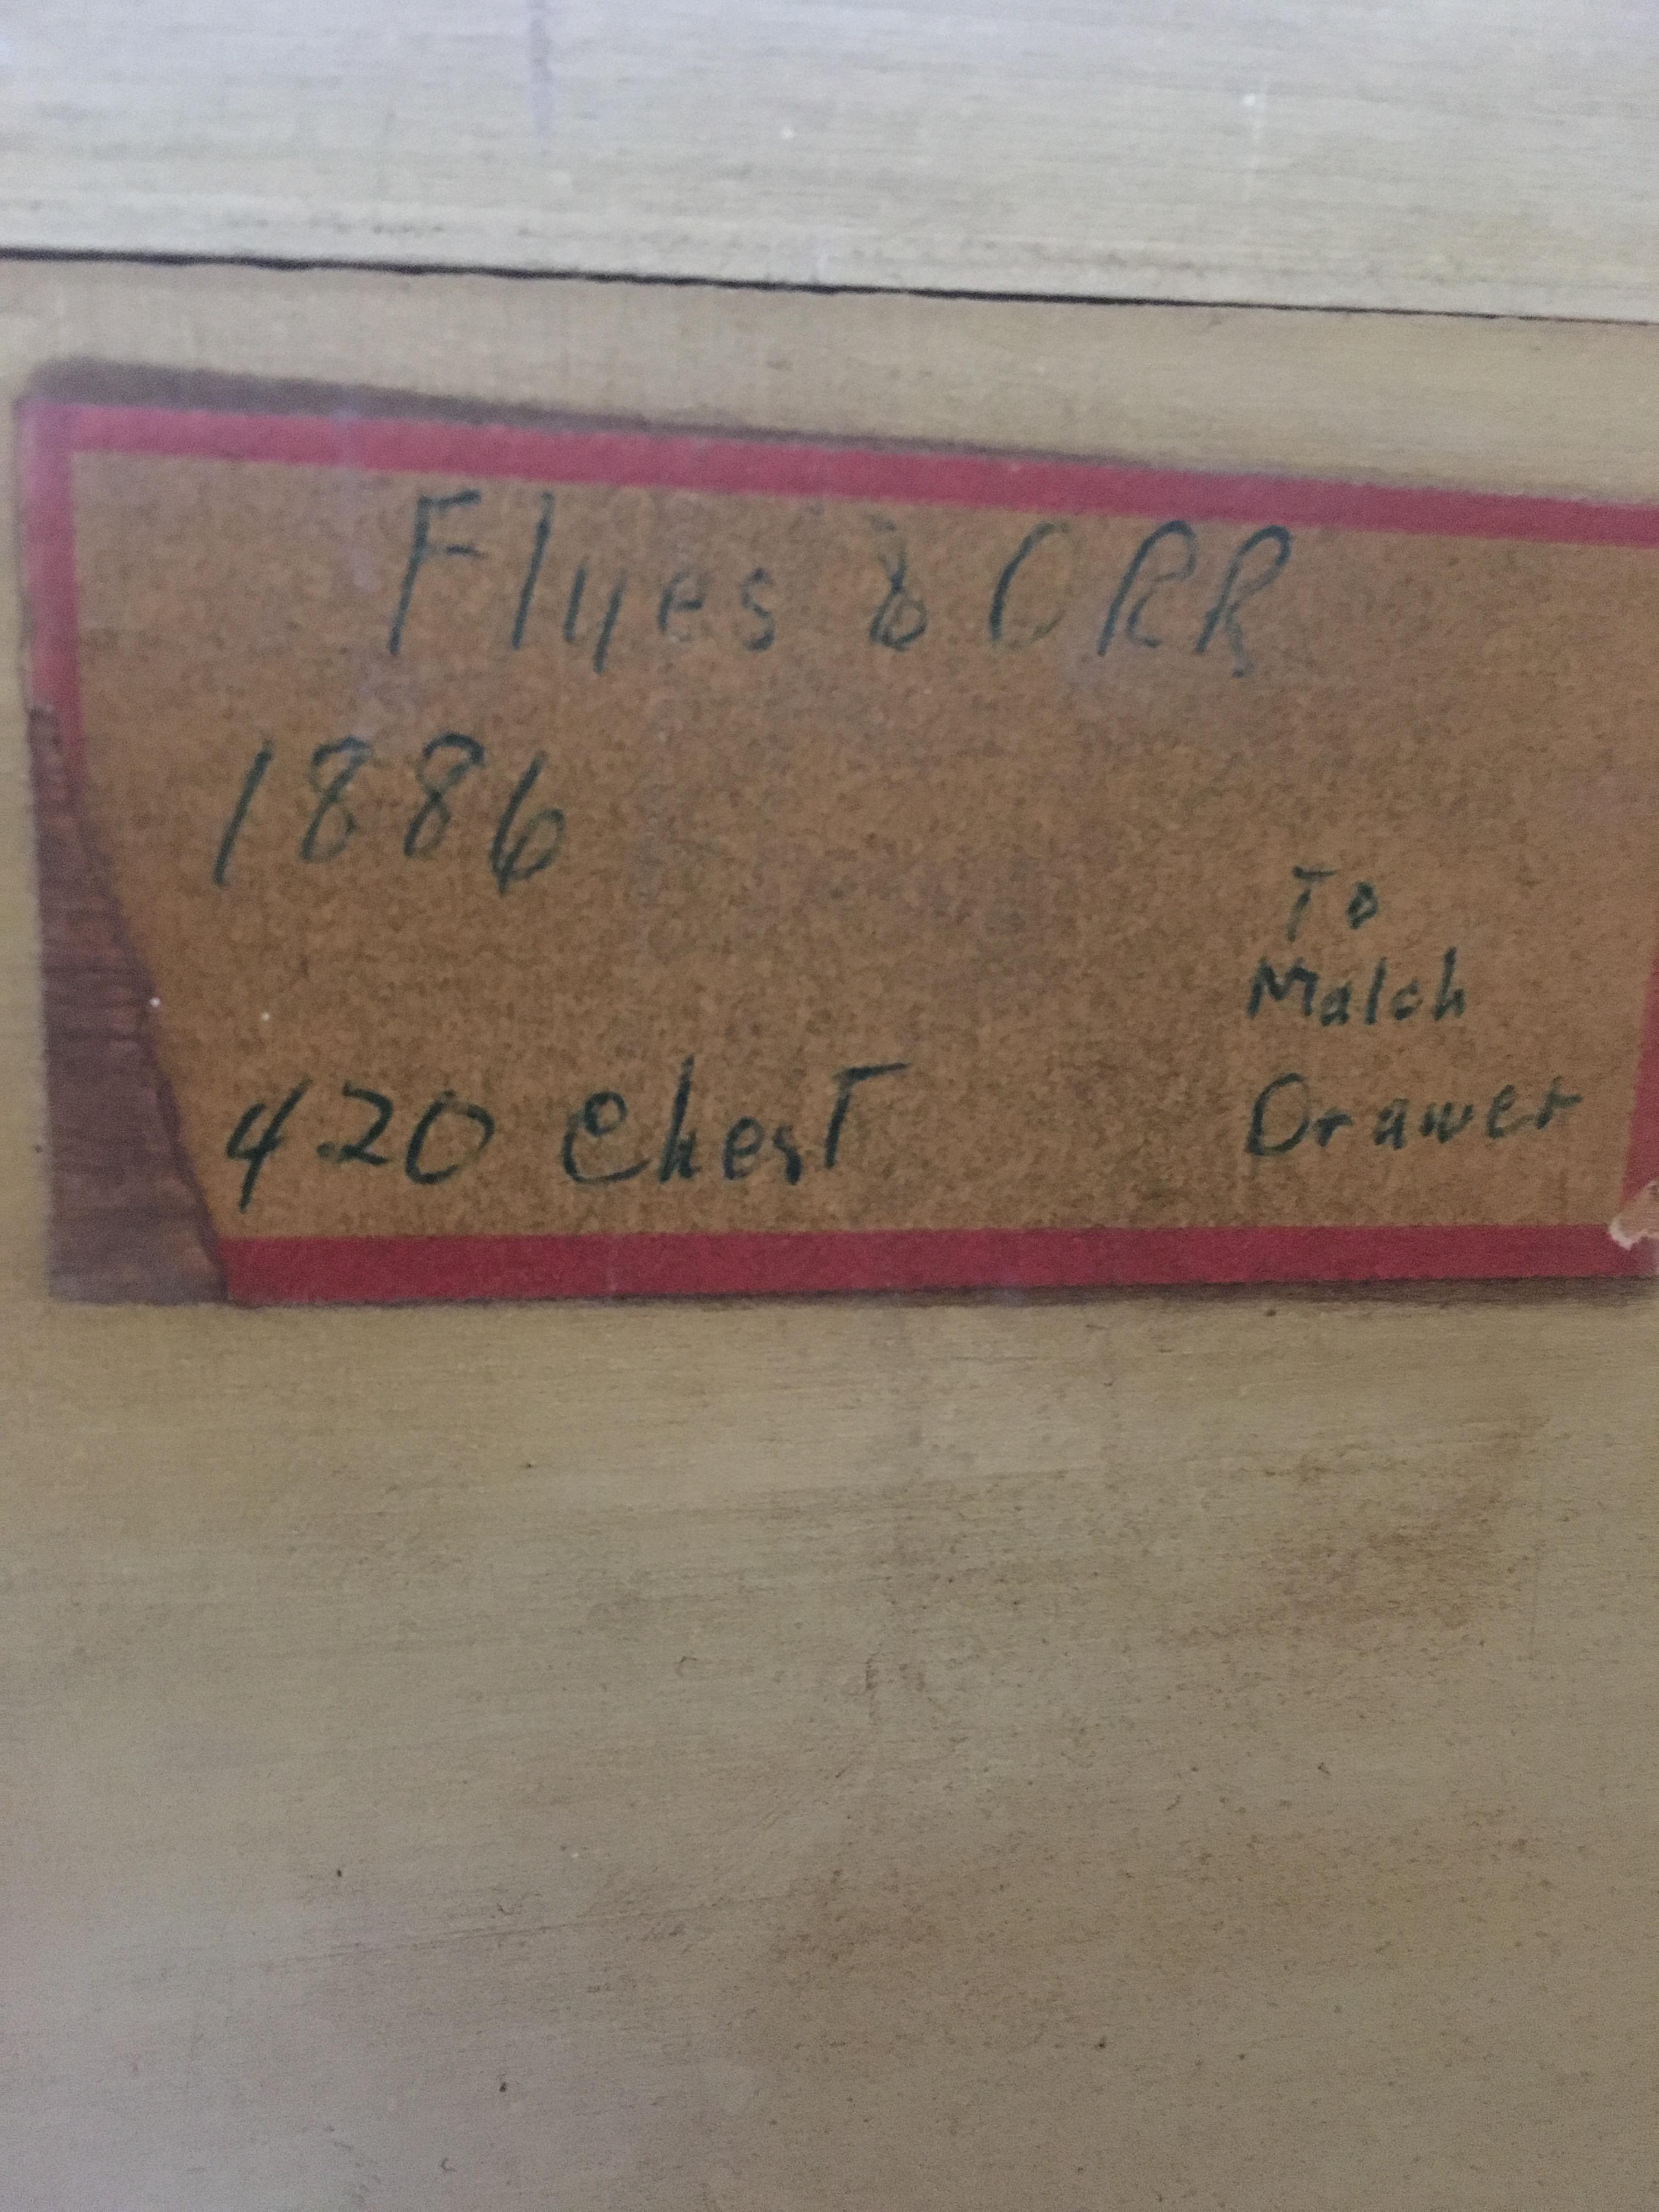 Flyes & ORR
1886
To
Match
420 Chest
Drawer